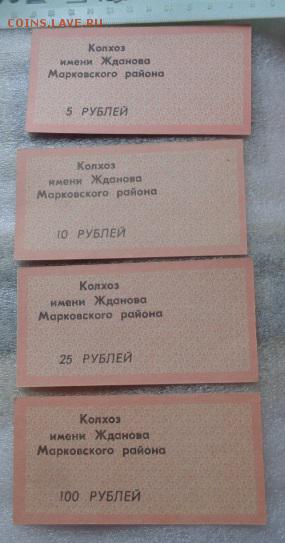 COINS.LAVE.RU
Колхоз
имени Жданова
Марковского района
5 РУБЛЕЙ
Колхоз
имени Жданова
Марковского района
10 РУБЛЕЙ
Колхоз
имени Жданова
Марковского района
25 РУБЛЕЙ
Колхоз
имени Жданова
Марковского района
100 РУБЛЕЙ